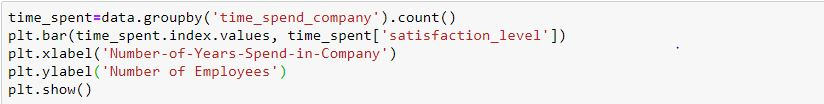 time_spent=data.groupby('time_spend_company').count()
plt.bar(time_spent.index.values, time_spent['satisfaction_level'])
plt.xlabel('Number-of-Years-Spend-in-Company')
plt.ylabel('Number of Employees')
plt.show()